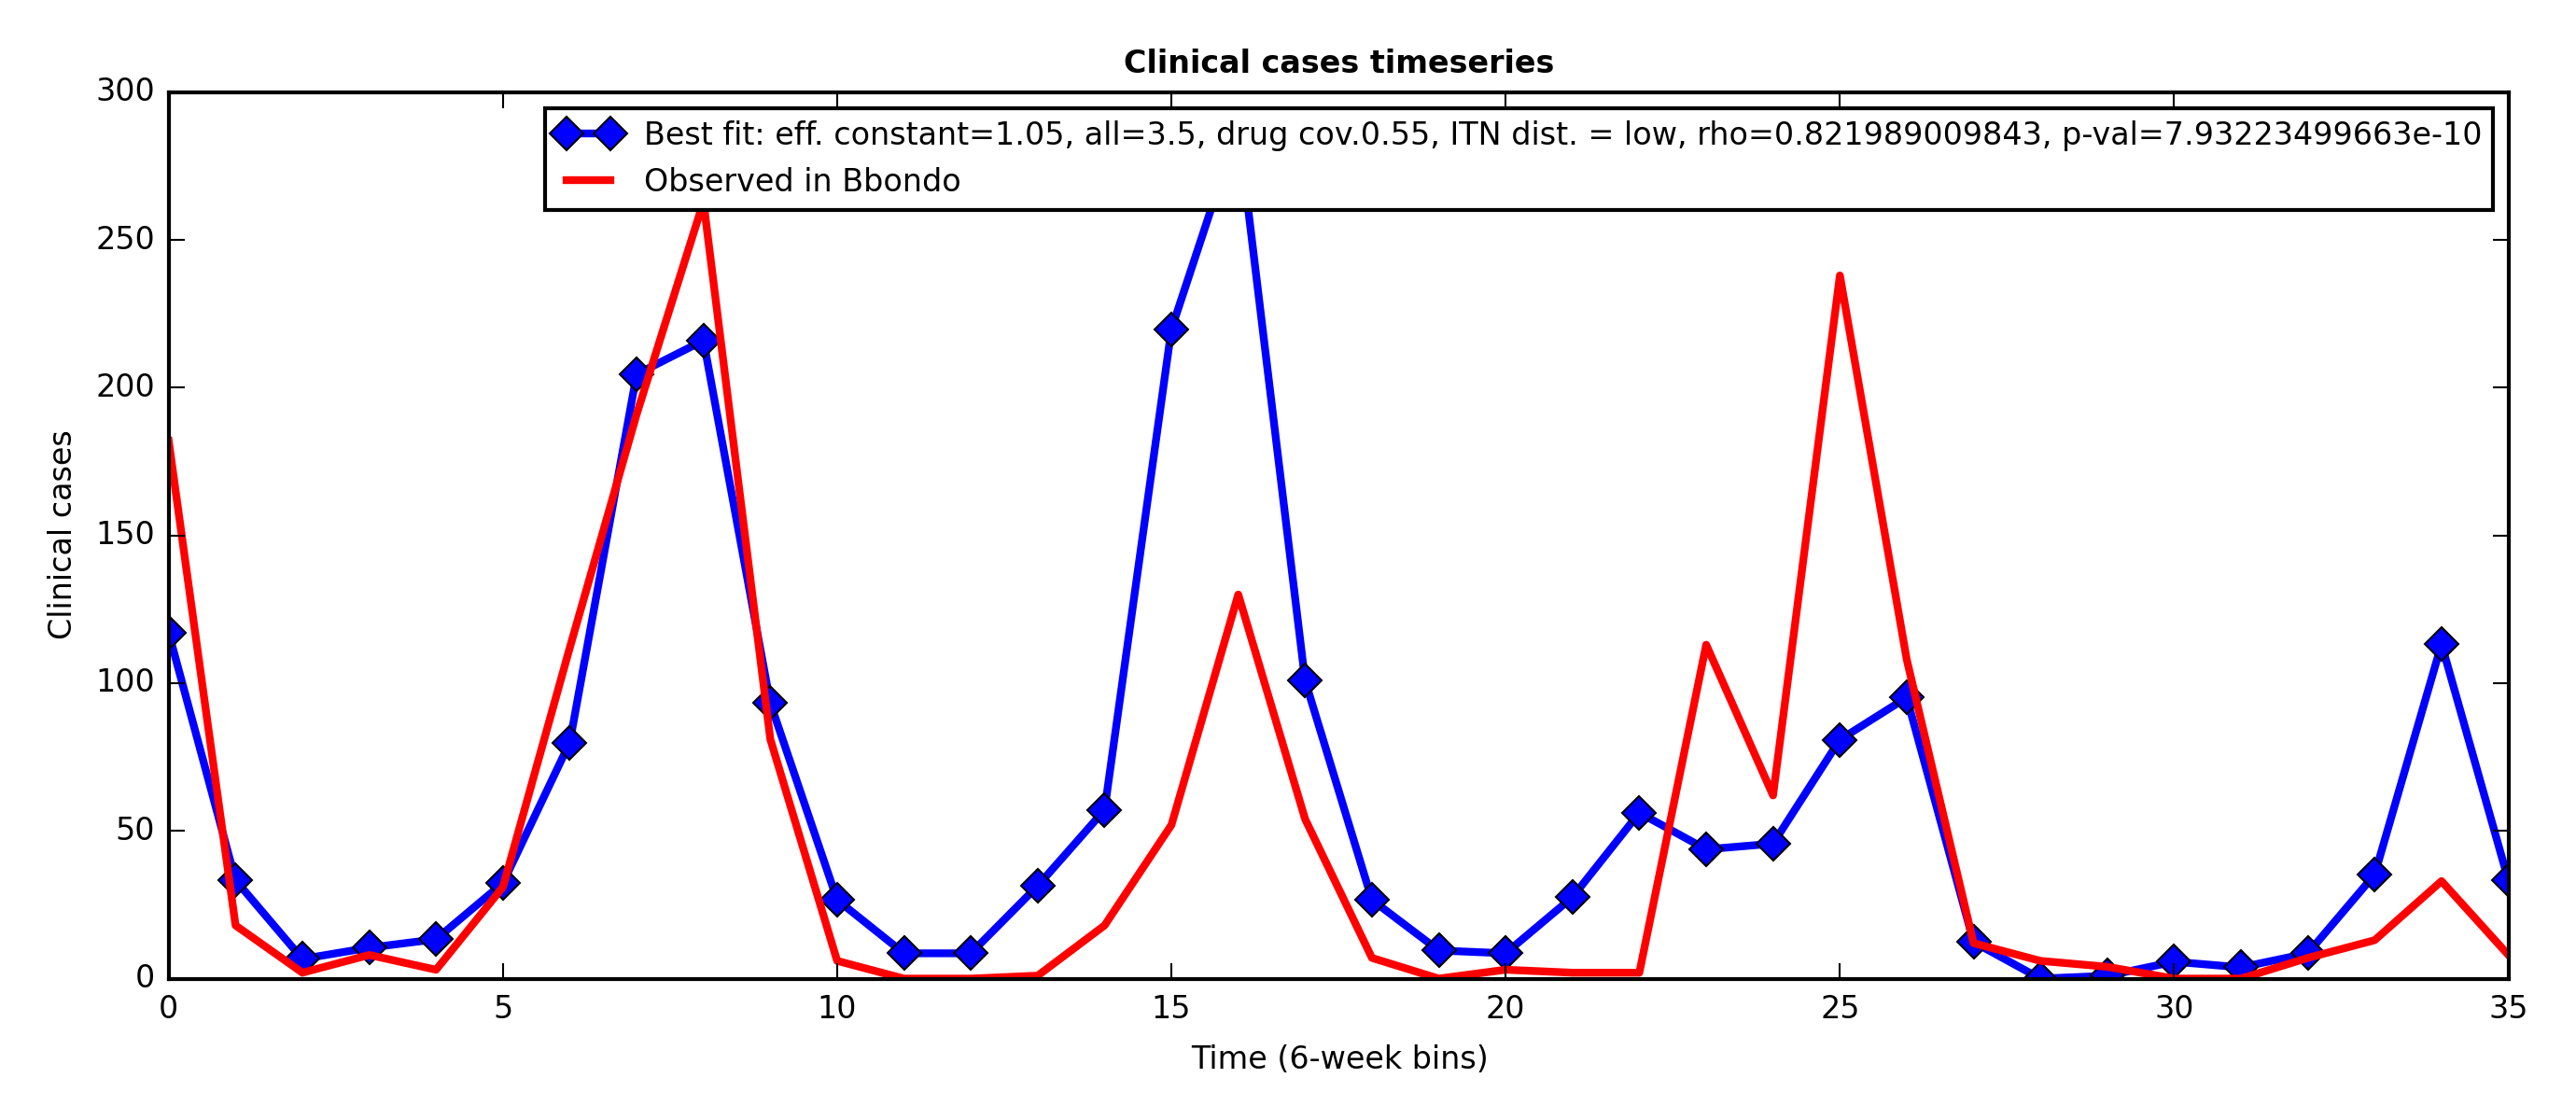 Clinical cases timeseries
300
250
200
150
100
50
0
Clinical cases
Best fit: eff. constant=1.05, all=3.5, drug cov.0.55, ITN dist. = low, rho=0.821989009843, p-val=7.93223499663e-10
Observed in Bbondo
0 5 10 15 20 25 30 35
Time (6-week bins)